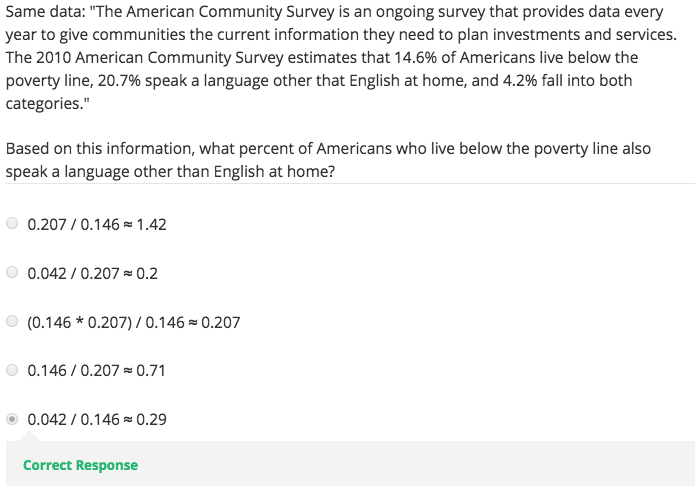 Same data: "The American Community Survey is an ongoing survey that provides data every
year to give communities the current information they need to plan investments and services.
The 2010 American Community Survey estimates that 14.6% of Americans live below the
poverty line, 20.7% speak a language other that English at home, and 4.2% fall into both
categories."
Based on this information, what percent of Americans who live below the poverty line also
speak a language other than English at home?
0.207 / 0.146 ≈ 1.42
0.042 / 0.207 ≈ 0.2
(0.146 * 0.207) / 0.146 ≈ 0.207
0.146 / 0.207 ≈ 0.71
0.042 / 0.146 ≈ 0.29
Correct Response